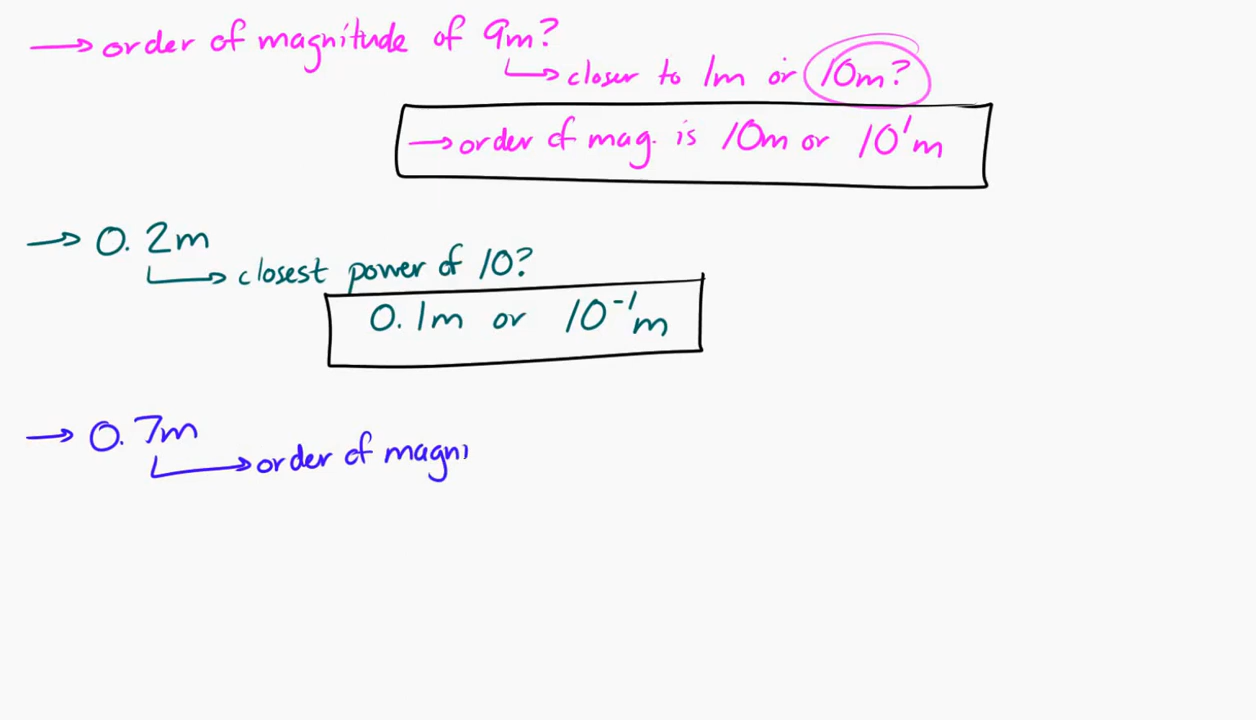 → order of magnitude of 9m?
↳ closer to 1m or 10m?
→ order of mag. is 10m or 10¹m
→ 0.2m
↳ closest power of 10?
0.1m or 10⁻¹m
→ 0.7m
↳ order of magni